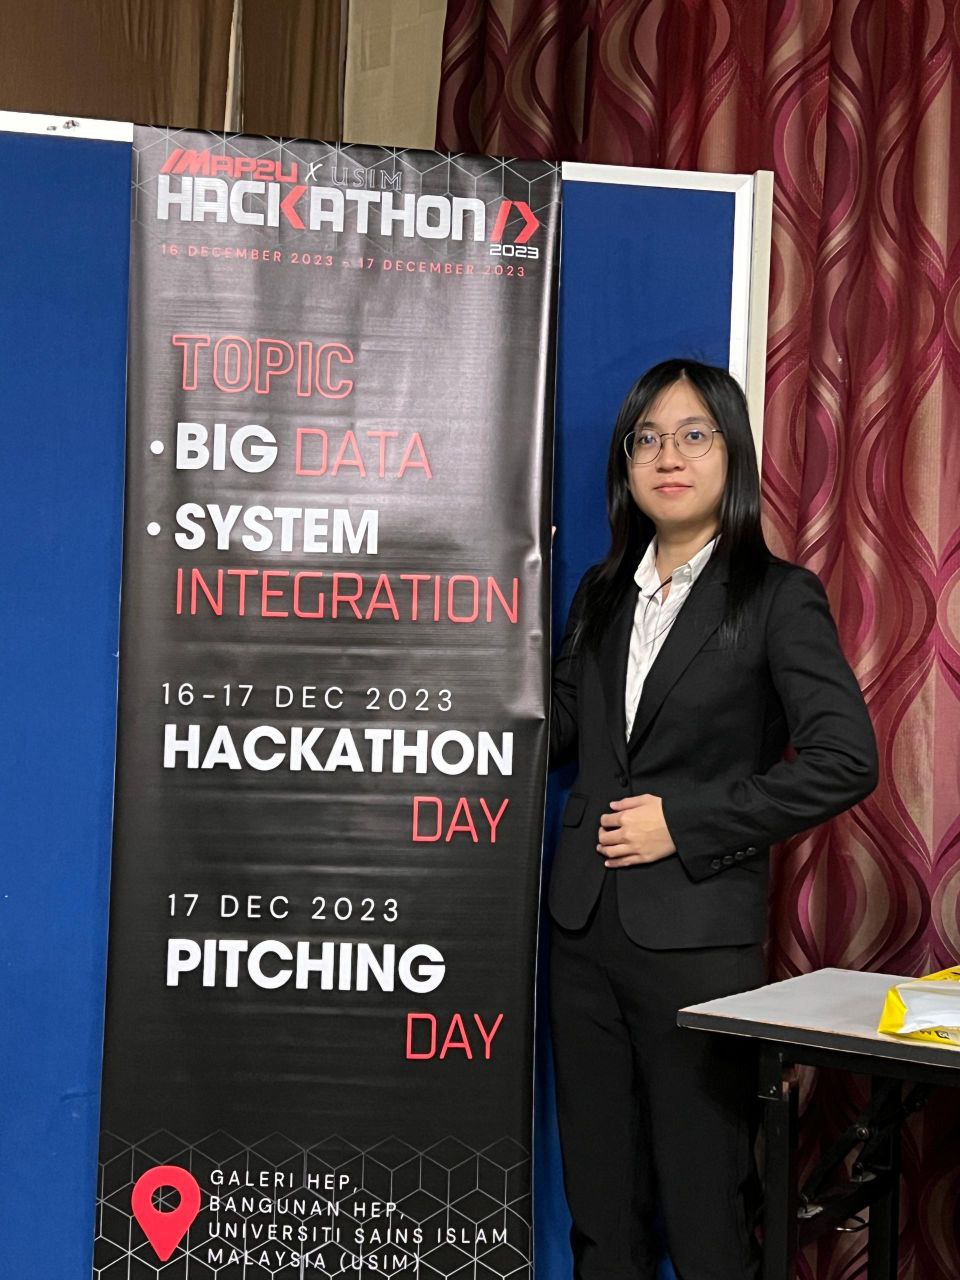 IMAP2U X USIM
HACKATHON
2023
16 DECEMBER 2023 - 17 DECEMBER 2023
TOPIC
• BIG DATA
• SYSTEM
INTEGRATION
16-17 DEC 2023
HACKATHON
DAY
17 DEC 2023
PITCHING
DAY
GALERI HEP,
BANGUNAN HEP,
UNIVERSITI SAINS ISLAM
MALAYSIA (USIM)